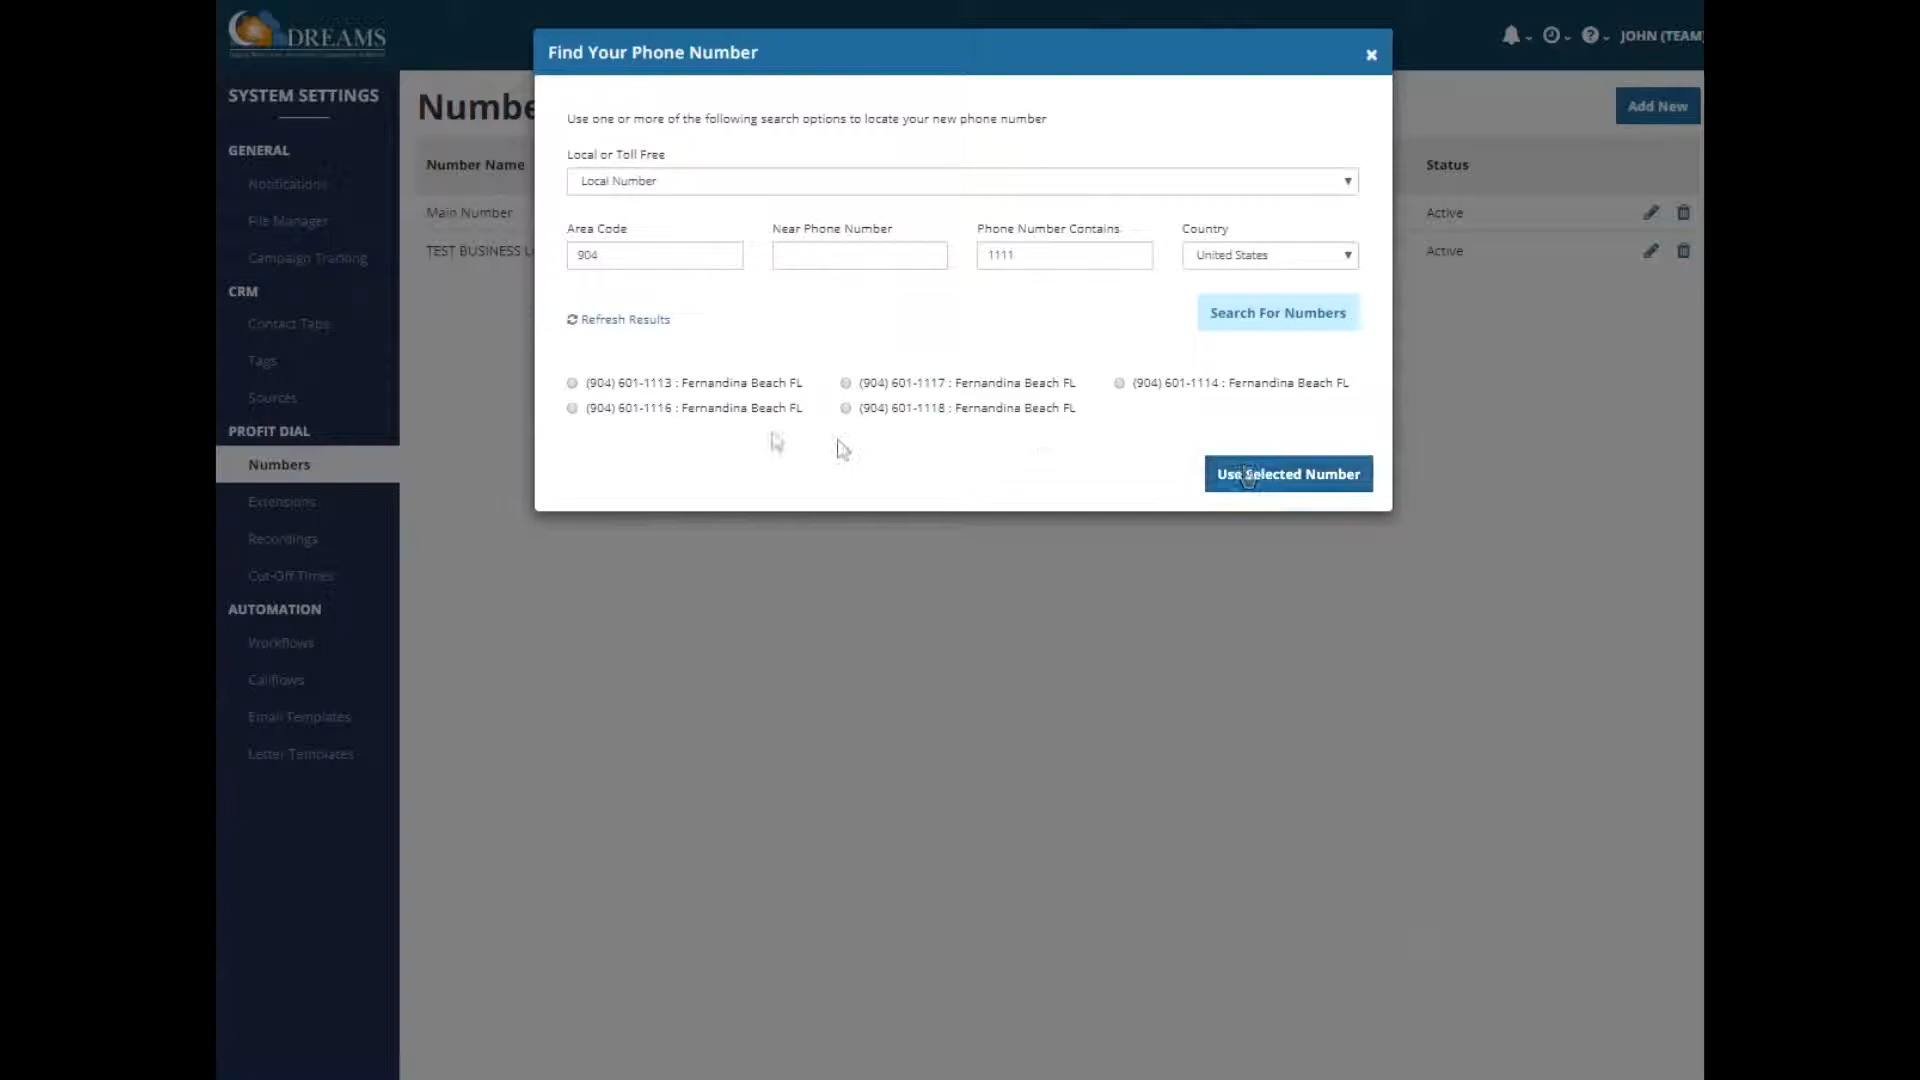 DREAMS
JOHN (TEAM
SYSTEM SETTINGS
GENERAL
Notifications
File Manager
Campaign Tracking
CRM
Contact Tabs
Tags
Sources
PROFIT DIAL
Numbers
Extensions
Recordings
Cut-Off Times
AUTOMATION
Workflows
Callflows
Email Templates
Letter Templates
Numbe
Add New
Number Name
Status
Main Number
Active
TEST BUSINESS L
Active
Find Your Phone Number
Use one or more of the following search options to locate your new phone number
Local or Toll Free
Local Number
Area Code
Near Phone Number
Phone Number Contains
Country
904
1111
United States
Refresh Results
Search For Numbers
(904) 601-1113 : Fernandina Beach FL
(904) 601-1117 : Fernandina Beach FL
(904) 601-1114 : Fernandina Beach FL
(904) 601-1116 : Fernandina Beach FL
(904) 601-1118 : Fernandina Beach FL
Use Selected Number